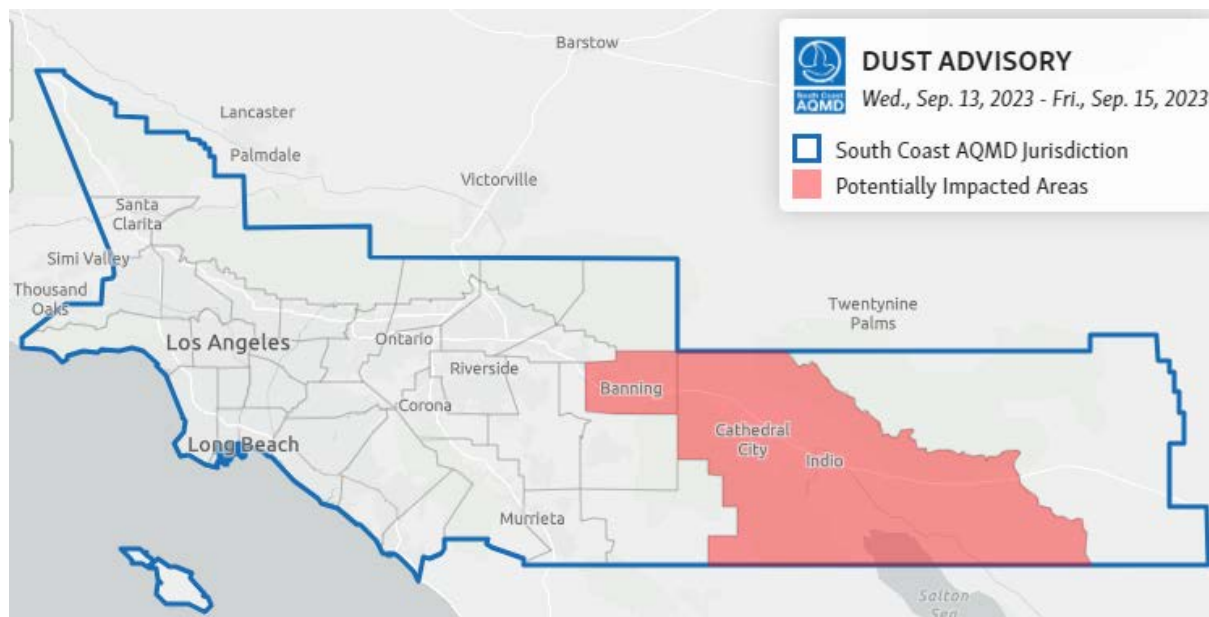 Barstow
DUST ADVISORY
South Coast
AQMD
Wed., Sep. 13, 2023 - Fri., Sep. 15, 2023
South Coast AQMD Jurisdiction
Potentially Impacted Areas
Lancaster
Palmdale
Victorville
Santa
Clarita
Simi Valley
Thousand
Oaks
Twentynine
Palms
Los Angeles
Ontario
Riverside
Banning
Corona
Cathedral
City
Indio
Long Beach
Murrieta
Salton
Sea